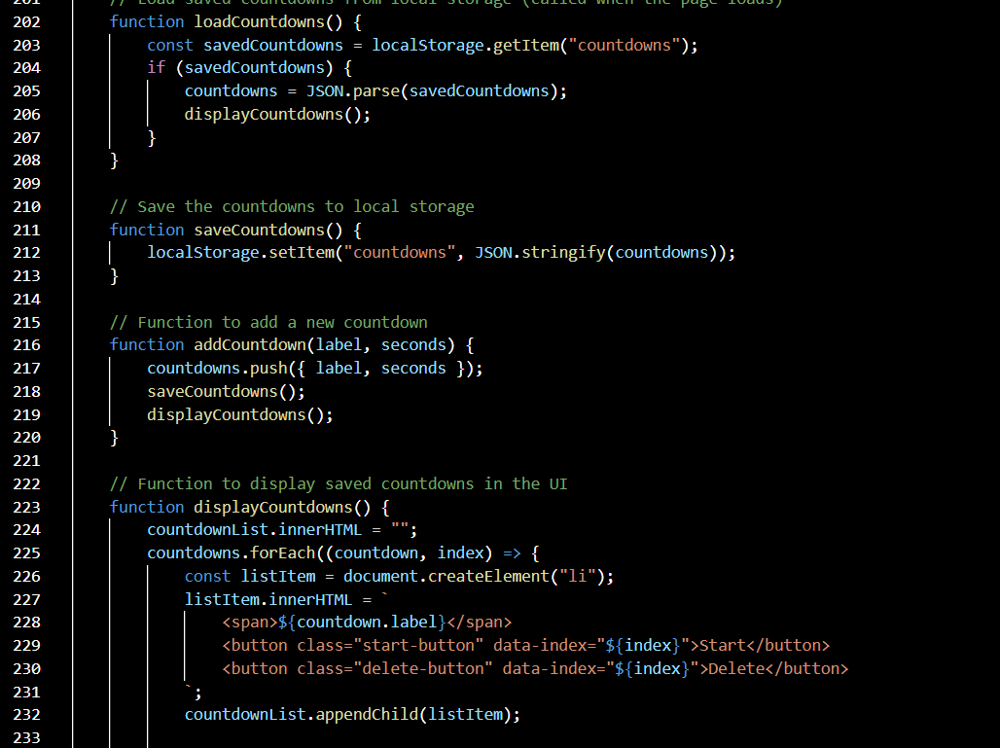 201 // Load saved countdowns from local storage (called when the page loads)
202 function loadCountdowns() {
203 const savedCountdowns = localStorage.getItem("countdowns");
204 if (savedCountdowns) {
205 countdowns = JSON.parse(savedCountdowns);
206 displayCountdowns();
207 }
208 }
209
210 // Save the countdowns to local storage
211 function saveCountdowns() {
212 localStorage.setItem("countdowns", JSON.stringify(countdowns));
213 }
214
215 // Function to add a new countdown
216 function addCountdown(label, seconds) {
217 countdowns.push({ label, seconds });
218 saveCountdowns();
219 displayCountdowns();
220 }
221
222 // Function to display saved countdowns in the UI
223 function displayCountdowns() {
224 countdownList.innerHTML = "";
225 countdowns.forEach((countdown, index) => {
226 const listItem = document.createElement("li");
227 listItem.innerHTML = `
228 <span>${countdown.label}</span>
229 <button class="start-button" data-index="${index}">Start</button>
230 <button class="delete-button" data-index="${index}">Delete</button>
231 `;
232 countdownList.appendChild(listItem);
233